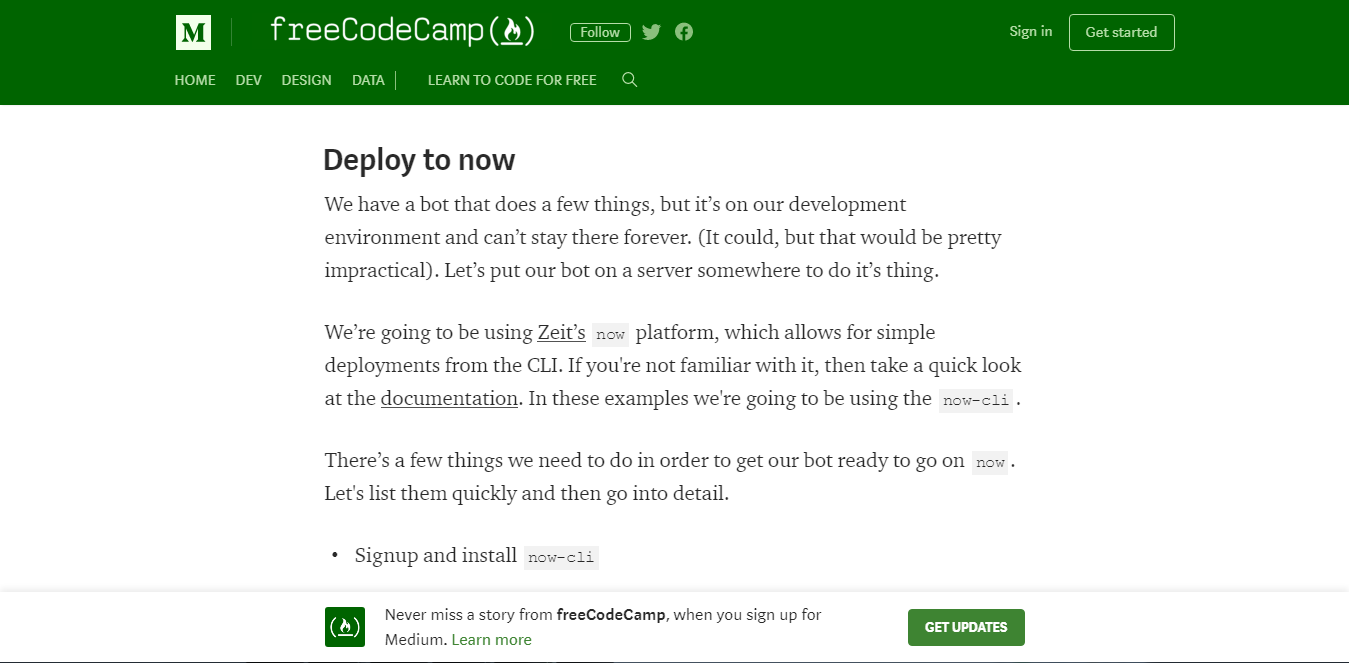 M freeCodeCamp Follow Sign in Get started
HOME DEV DESIGN DATA LEARN TO CODE FOR FREE
Deploy to now
We have a bot that does a few things, but it’s on our development
environment and can’t stay there forever. (It could, but that would be pretty
impractical). Let’s put our bot on a server somewhere to do it’s thing.
We’re going to be using Zeit’s now platform, which allows for simple
deployments from the CLI. If you're not familiar with it, then take a quick look
at the documentation. In these examples we're going to be using the now-cli.
There’s a few things we need to do in order to get our bot ready to go on now.
Let's list them quickly and then go into detail.
• Signup and install now-cli
Never miss a story from freeCodeCamp, when you sign up for
Medium. Learn more
GET UPDATES